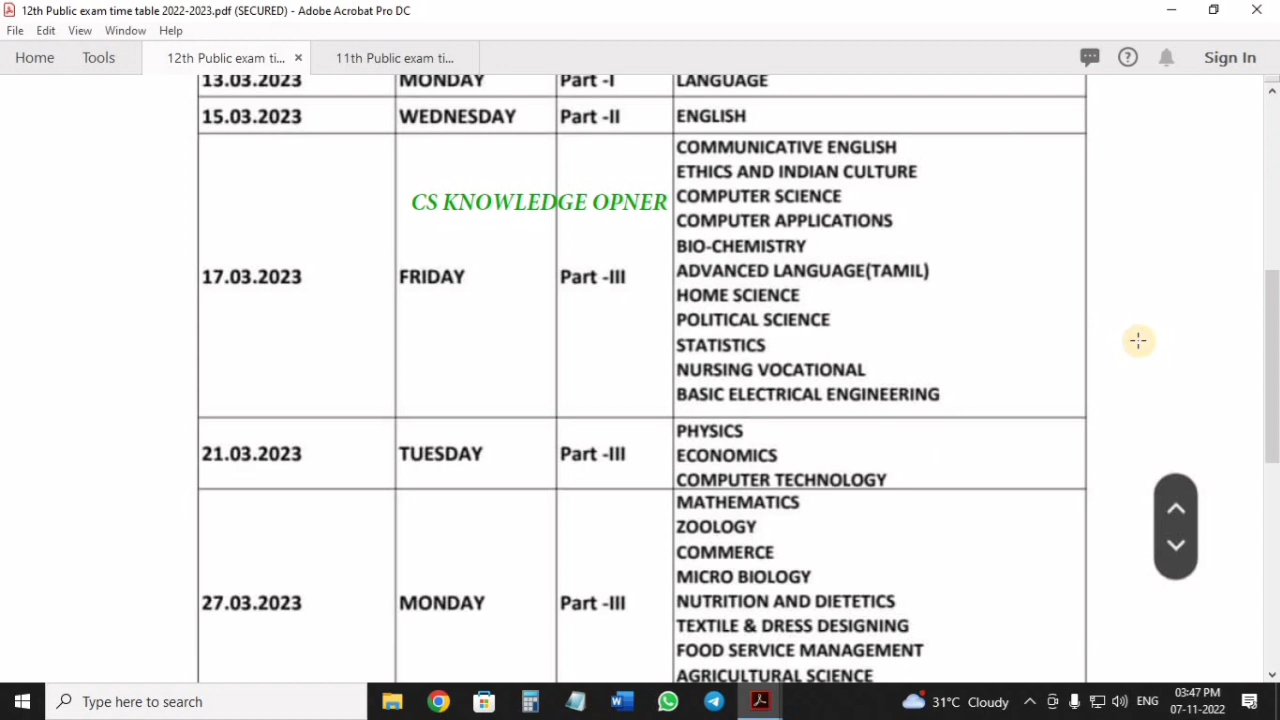 12th Public exam time table 2022-2023.pdf (SECURED) - Adobe Acrobat Pro DC
File Edit View Window Help
Home Tools 12th Public exam ti... × 11th Public exam ti... Sign In
13.03.2023 MONDAY Part -I LANGUAGE
15.03.2023 WEDNESDAY Part -II ENGLISH
COMMUNICATIVE ENGLISH
ETHICS AND INDIAN CULTURE
CS KNOWLEDGE OPNER COMPUTER SCIENCE
COMPUTER APPLICATIONS
BIO-CHEMISTRY
17.03.2023 FRIDAY Part -III ADVANCED LANGUAGE(TAMIL)
HOME SCIENCE
POLITICAL SCIENCE
STATISTICS
NURSING VOCATIONAL
BASIC ELECTRICAL ENGINEERING
PHYSICS
21.03.2023 TUESDAY Part -III ECONOMICS
COMPUTER TECHNOLOGY
MATHEMATICS
ZOOLOGY
COMMERCE
MICRO BIOLOGY
27.03.2023 MONDAY Part -III NUTRITION AND DIETETICS
TEXTILE & DRESS DESIGNING
FOOD SERVICE MANAGEMENT
AGRICULTURAL SCIENCE
Type here to search 31°C Cloudy ENG 03:47 PM
07-11-2022